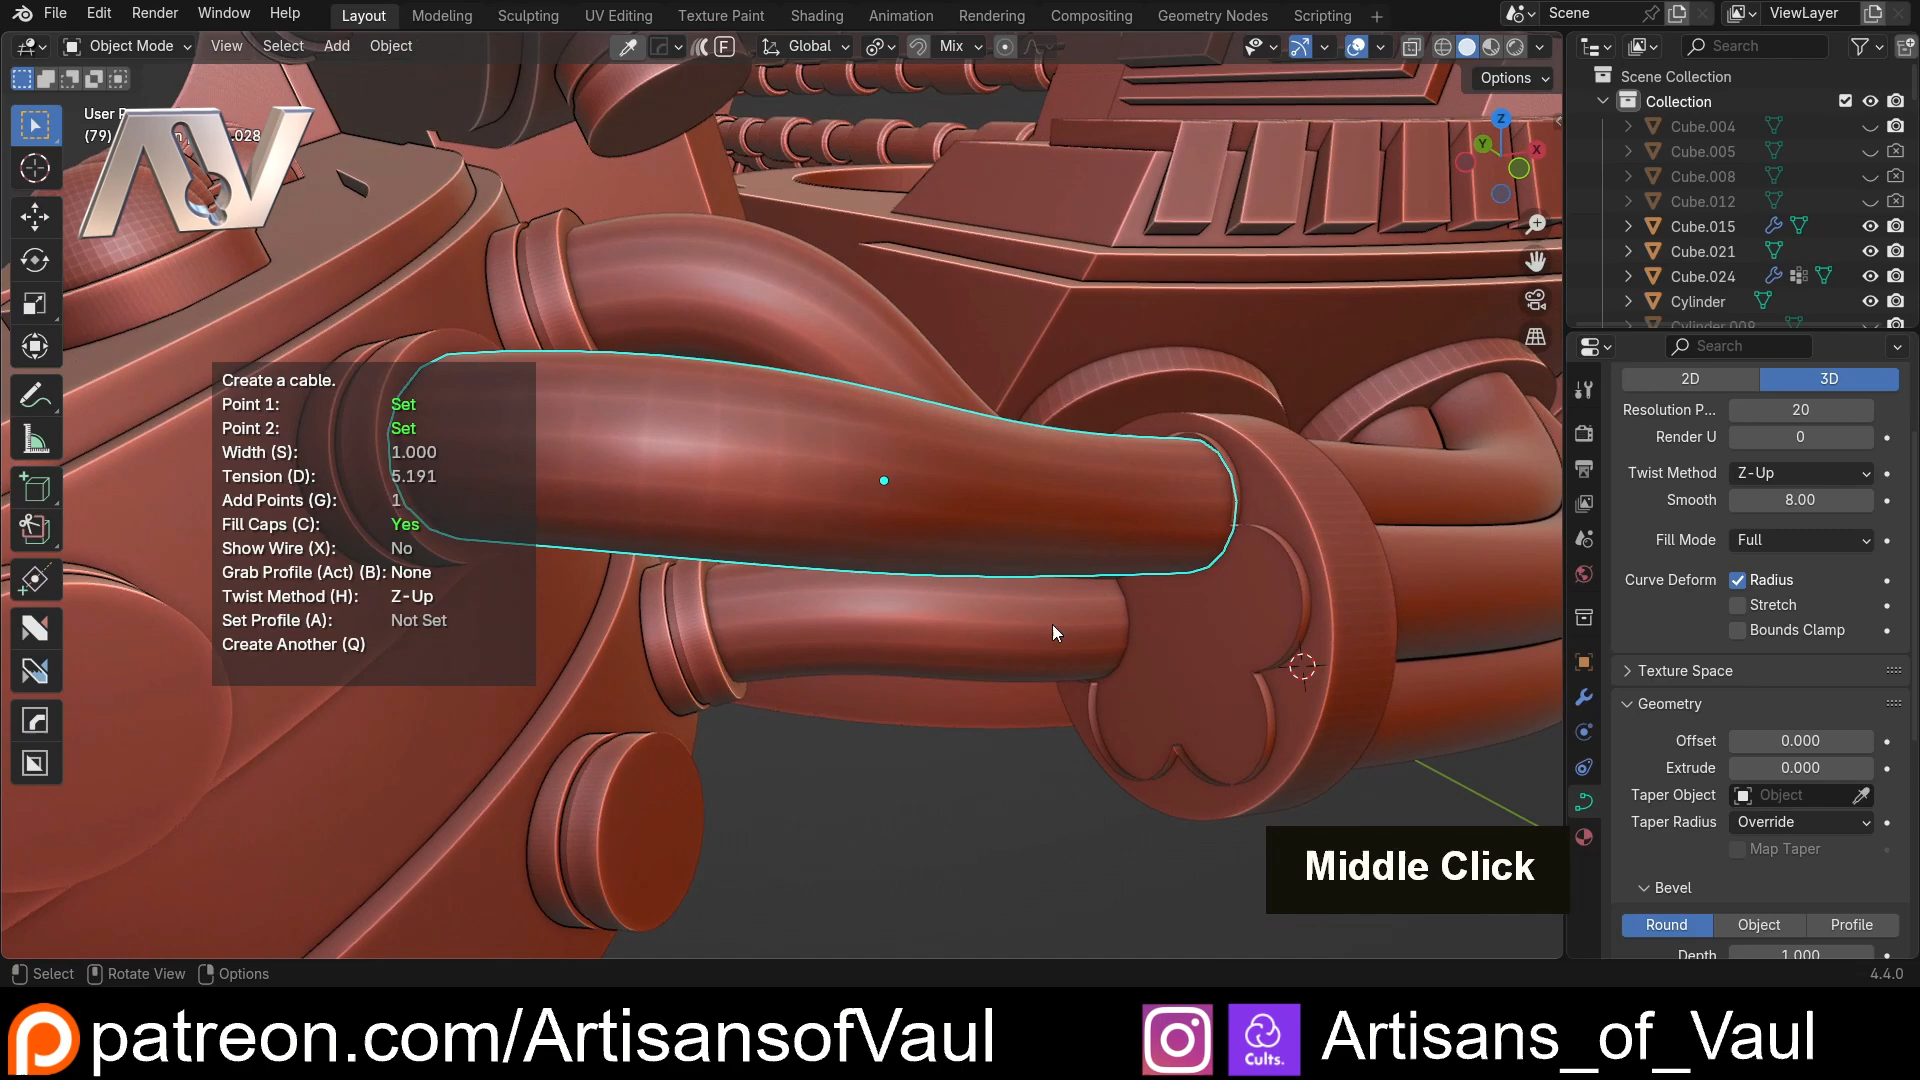 File Edit Render Window Help Layout Modeling Sculpting UV Editing Texture Paint Shading Animation Rendering Compositing Geometry Nodes Scripting + Scene ViewLayer
Object Mode View Select Add Object Global Mix Search
Options
User P
(79) .028
AV
Z
Y
X
Scene Collection
Collection
Cube.004
Cube.005
Cube.008
Cube.012
Cube.015
Cube.021
Cube.024
Cylinder
Cylinder.009
Search
2D 3D
Resolution P... 20
Render U 0
Twist Method Z-Up
Smooth 8.00
Fill Mode Full
Curve Deform Radius
Stretch
Bounds Clamp
Texture Space
Geometry
Offset 0.000
Extrude 0.000
Taper Object Object
Taper Radius Override
Map Taper
Bevel
Round Object Profile
Depth 1.000
Create a cable.
Point 1: Set
Point 2: Set
Width (S): 1.000
Tension (D): 5.191
Add Points (G): 1
Fill Caps (C): Yes
Show Wire (X): No
Grab Profile (Act) (B): None
Twist Method (H): Z-Up
Set Profile (A): Not Set
Create Another (Q)
Middle Click
Select Rotate View Options 4.4.0
patreon.com/ArtisansofVaul Cults. Artisans_of_Vaul